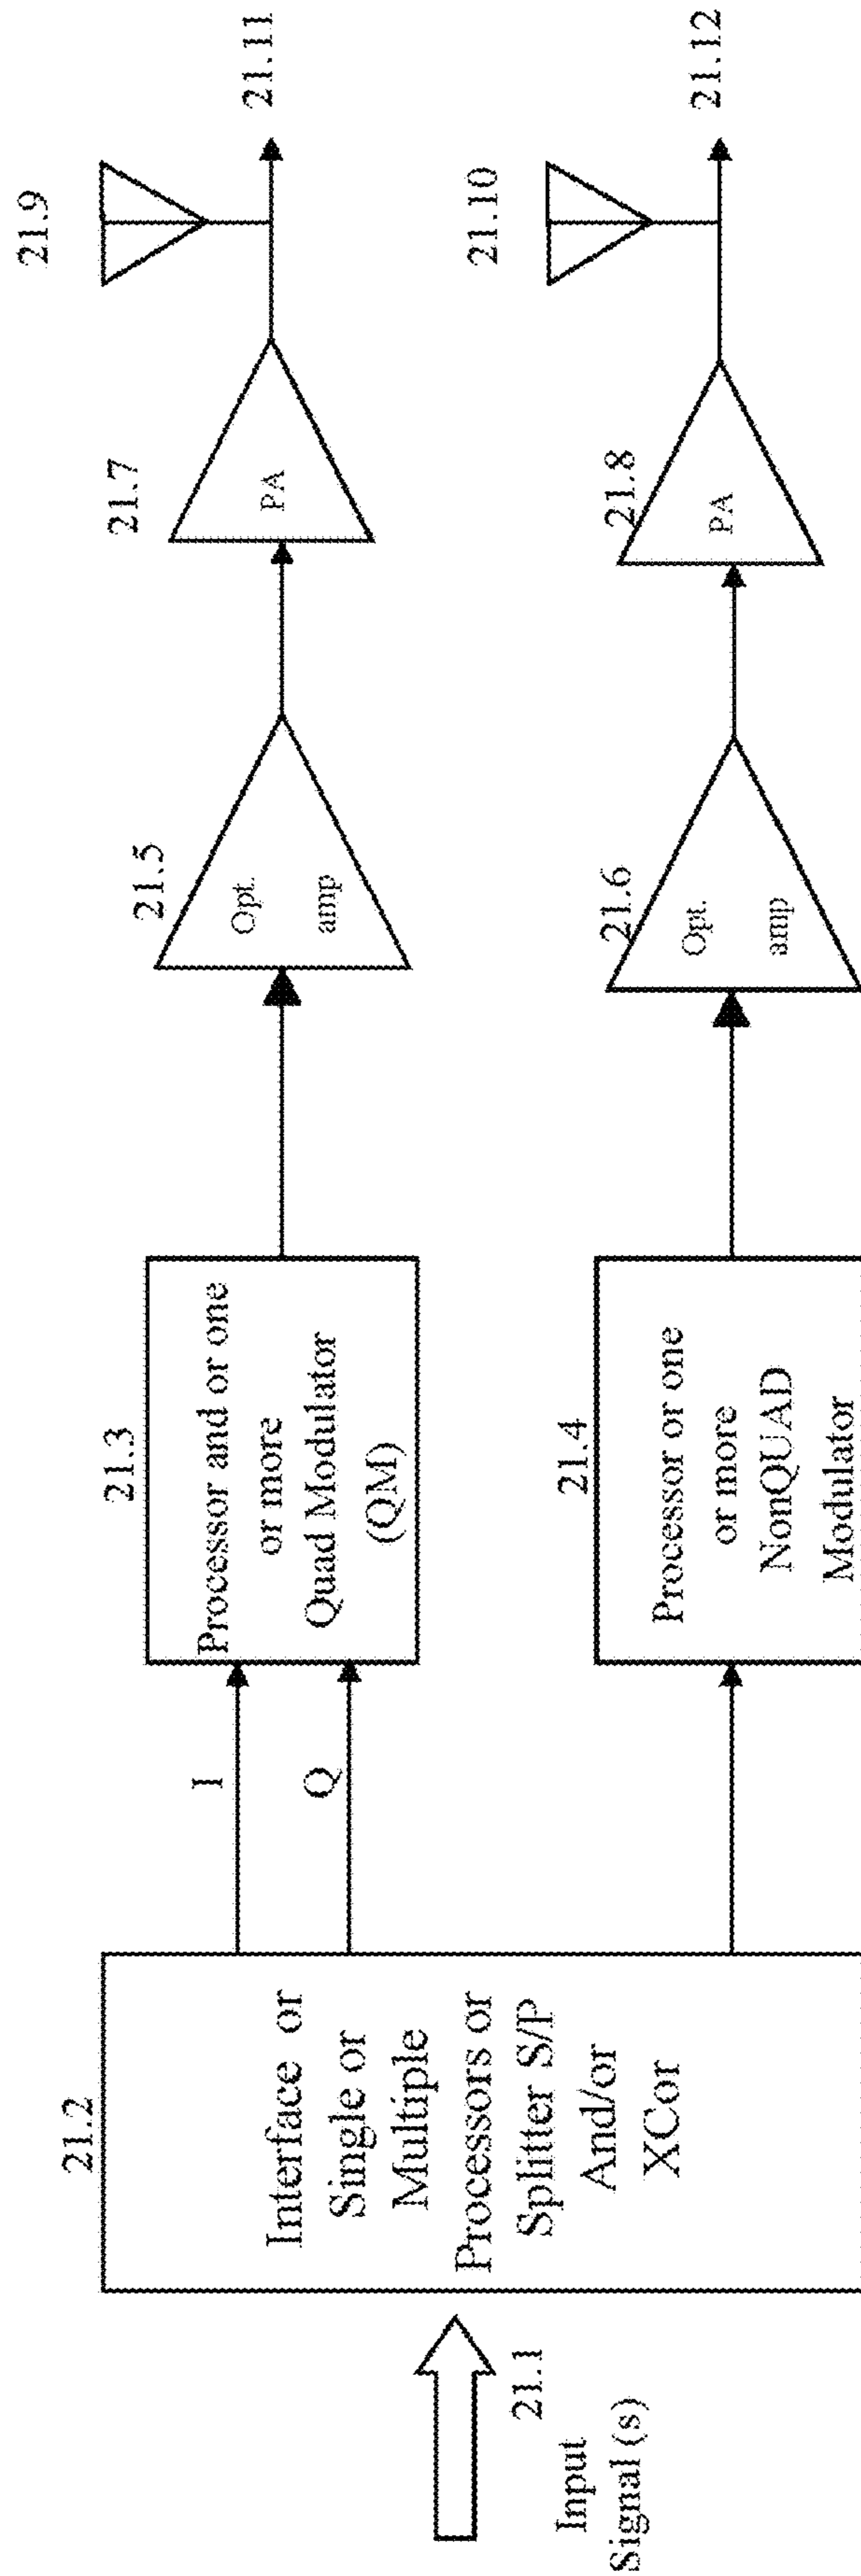 21.1
Input
Signal (s)
21.2
Interface or
Single or
Multiple
Processors or
Splitter S/P
And/or
XCor
I
Q
21.3
Processor and or one
or more
Quad Modulator
(QM)
21.4
Processor or one
or more
NonQUAD
Modulator
21.5
Opt.
amp
21.6
Opt.
amp
21.7
PA
21.8
PA
21.9
21.10
21.11
21.12